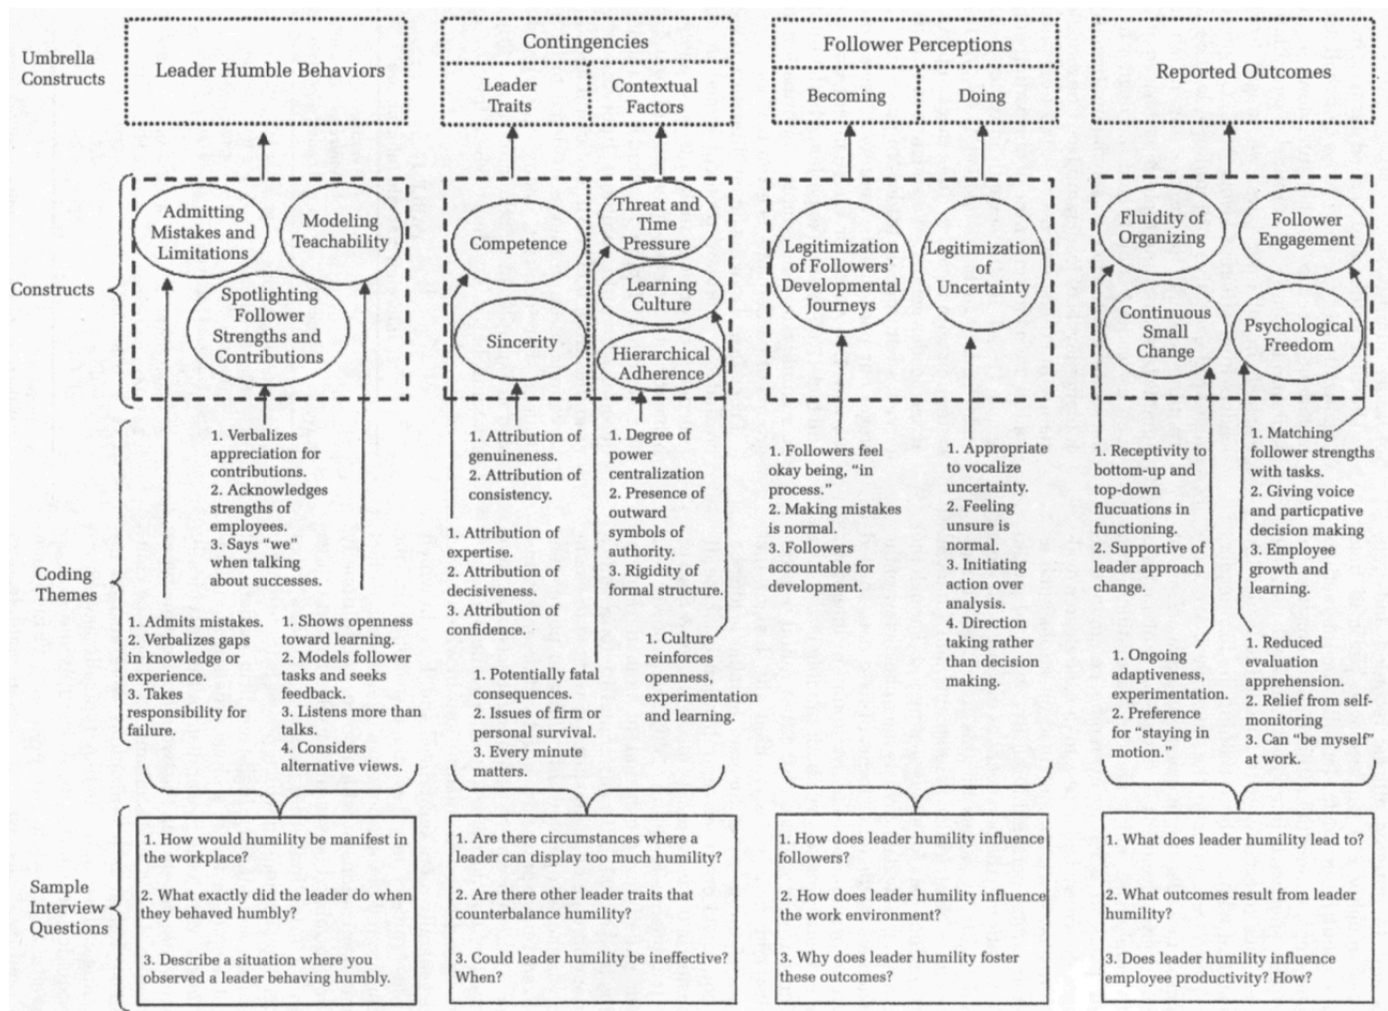 Umbrella
Constructs
Leader Humble Behaviors
Contingencies
Leader
Traits
Contextual
Factors
Follower Perceptions
Becoming
Doing
Reported Outcomes
Constructs
Admitting
Mistakes and
Limitations
Modeling
Teachability
Spotlighting
Follower
Strengths and
Contributions
Competence
Sincerity
Threat and
Time
Pressure
Learning
Culture
Hierarchical
Adherence
Legitimization
of Followers'
Developmental
Journeys
Legitimization
of
Uncertainty
Fluidity of
Organizing
Follower
Engagement
Continuous
Small
Change
Psychological
Freedom
Coding
Themes
1. Verbalizes
appreciation for
contributions.
2. Acknowledges
strengths of
employees.
3. Says “we”
when talking
about successes.
1. Admits mistakes.
2. Verbalizes gaps
in knowledge or
experience.
3. Takes
responsibility for
failure.
1. Shows openness
toward learning.
2. Models follower
tasks and seeks
feedback.
3. Listens more than
talks.
4. Considers
alternative views.
1. Attribution of
genuineness.
2. Attribution of
consistency.
1. Attribution of
expertise.
2. Attribution of
decisiveness.
3. Attribution of
confidence.
1. Potentially fatal
consequences.
2. Issues of firm or
personal survival.
3. Every minute
matters.
1. Degree of
power
centralization
2. Presence of
outward
symbols of
authority.
3. Rigidity of
formal structure.
1. Culture
reinforces
openness,
experimentation
and learning.
1. Followers feel
okay being, “in
process.”
2. Making mistakes
is normal.
3. Followers
accountable for
development.
1. Appropriate
to vocalize
uncertainty.
2. Feeling
unsure is
normal.
3. Initiating
action over
analysis.
4. Direction
taking rather
than decision
making.
1. Receptivity to
bottom-up and
top-down
flucuations in
functioning.
2. Supportive of
leader approach
change.
1. Ongoing
adaptiveness,
experimentation.
2. Preference
for “staying in
motion.”
1. Matching
follower strengths
with tasks.
2. Giving voice
and particpative
decision making
3. Employee
growth and
learning.
1. Reduced
evaluation
apprehension.
2. Relief from self-
monitoring
3. Can “be myself”
at work.
Sample
Interview
Questions
1. How would humility be manifest in
the workplace?
2. What exactly did the leader do when
they behaved humbly?
3. Describe a situation where you
observed a leader behaving humbly.
1. Are there circumstances where a
leader can display too much humility?
2. Are there other leader traits that
counterbalance humility?
3. Could leader humility be ineffective?
When?
1. How does leader humility influence
followers?
2. How does leader humility influence
the work environment?
3. Why does leader humility foster
these outcomes?
1. What does leader humility lead to?
2. What outcomes result from leader
humility?
3. Does leader humility influence
employee productivity? How?